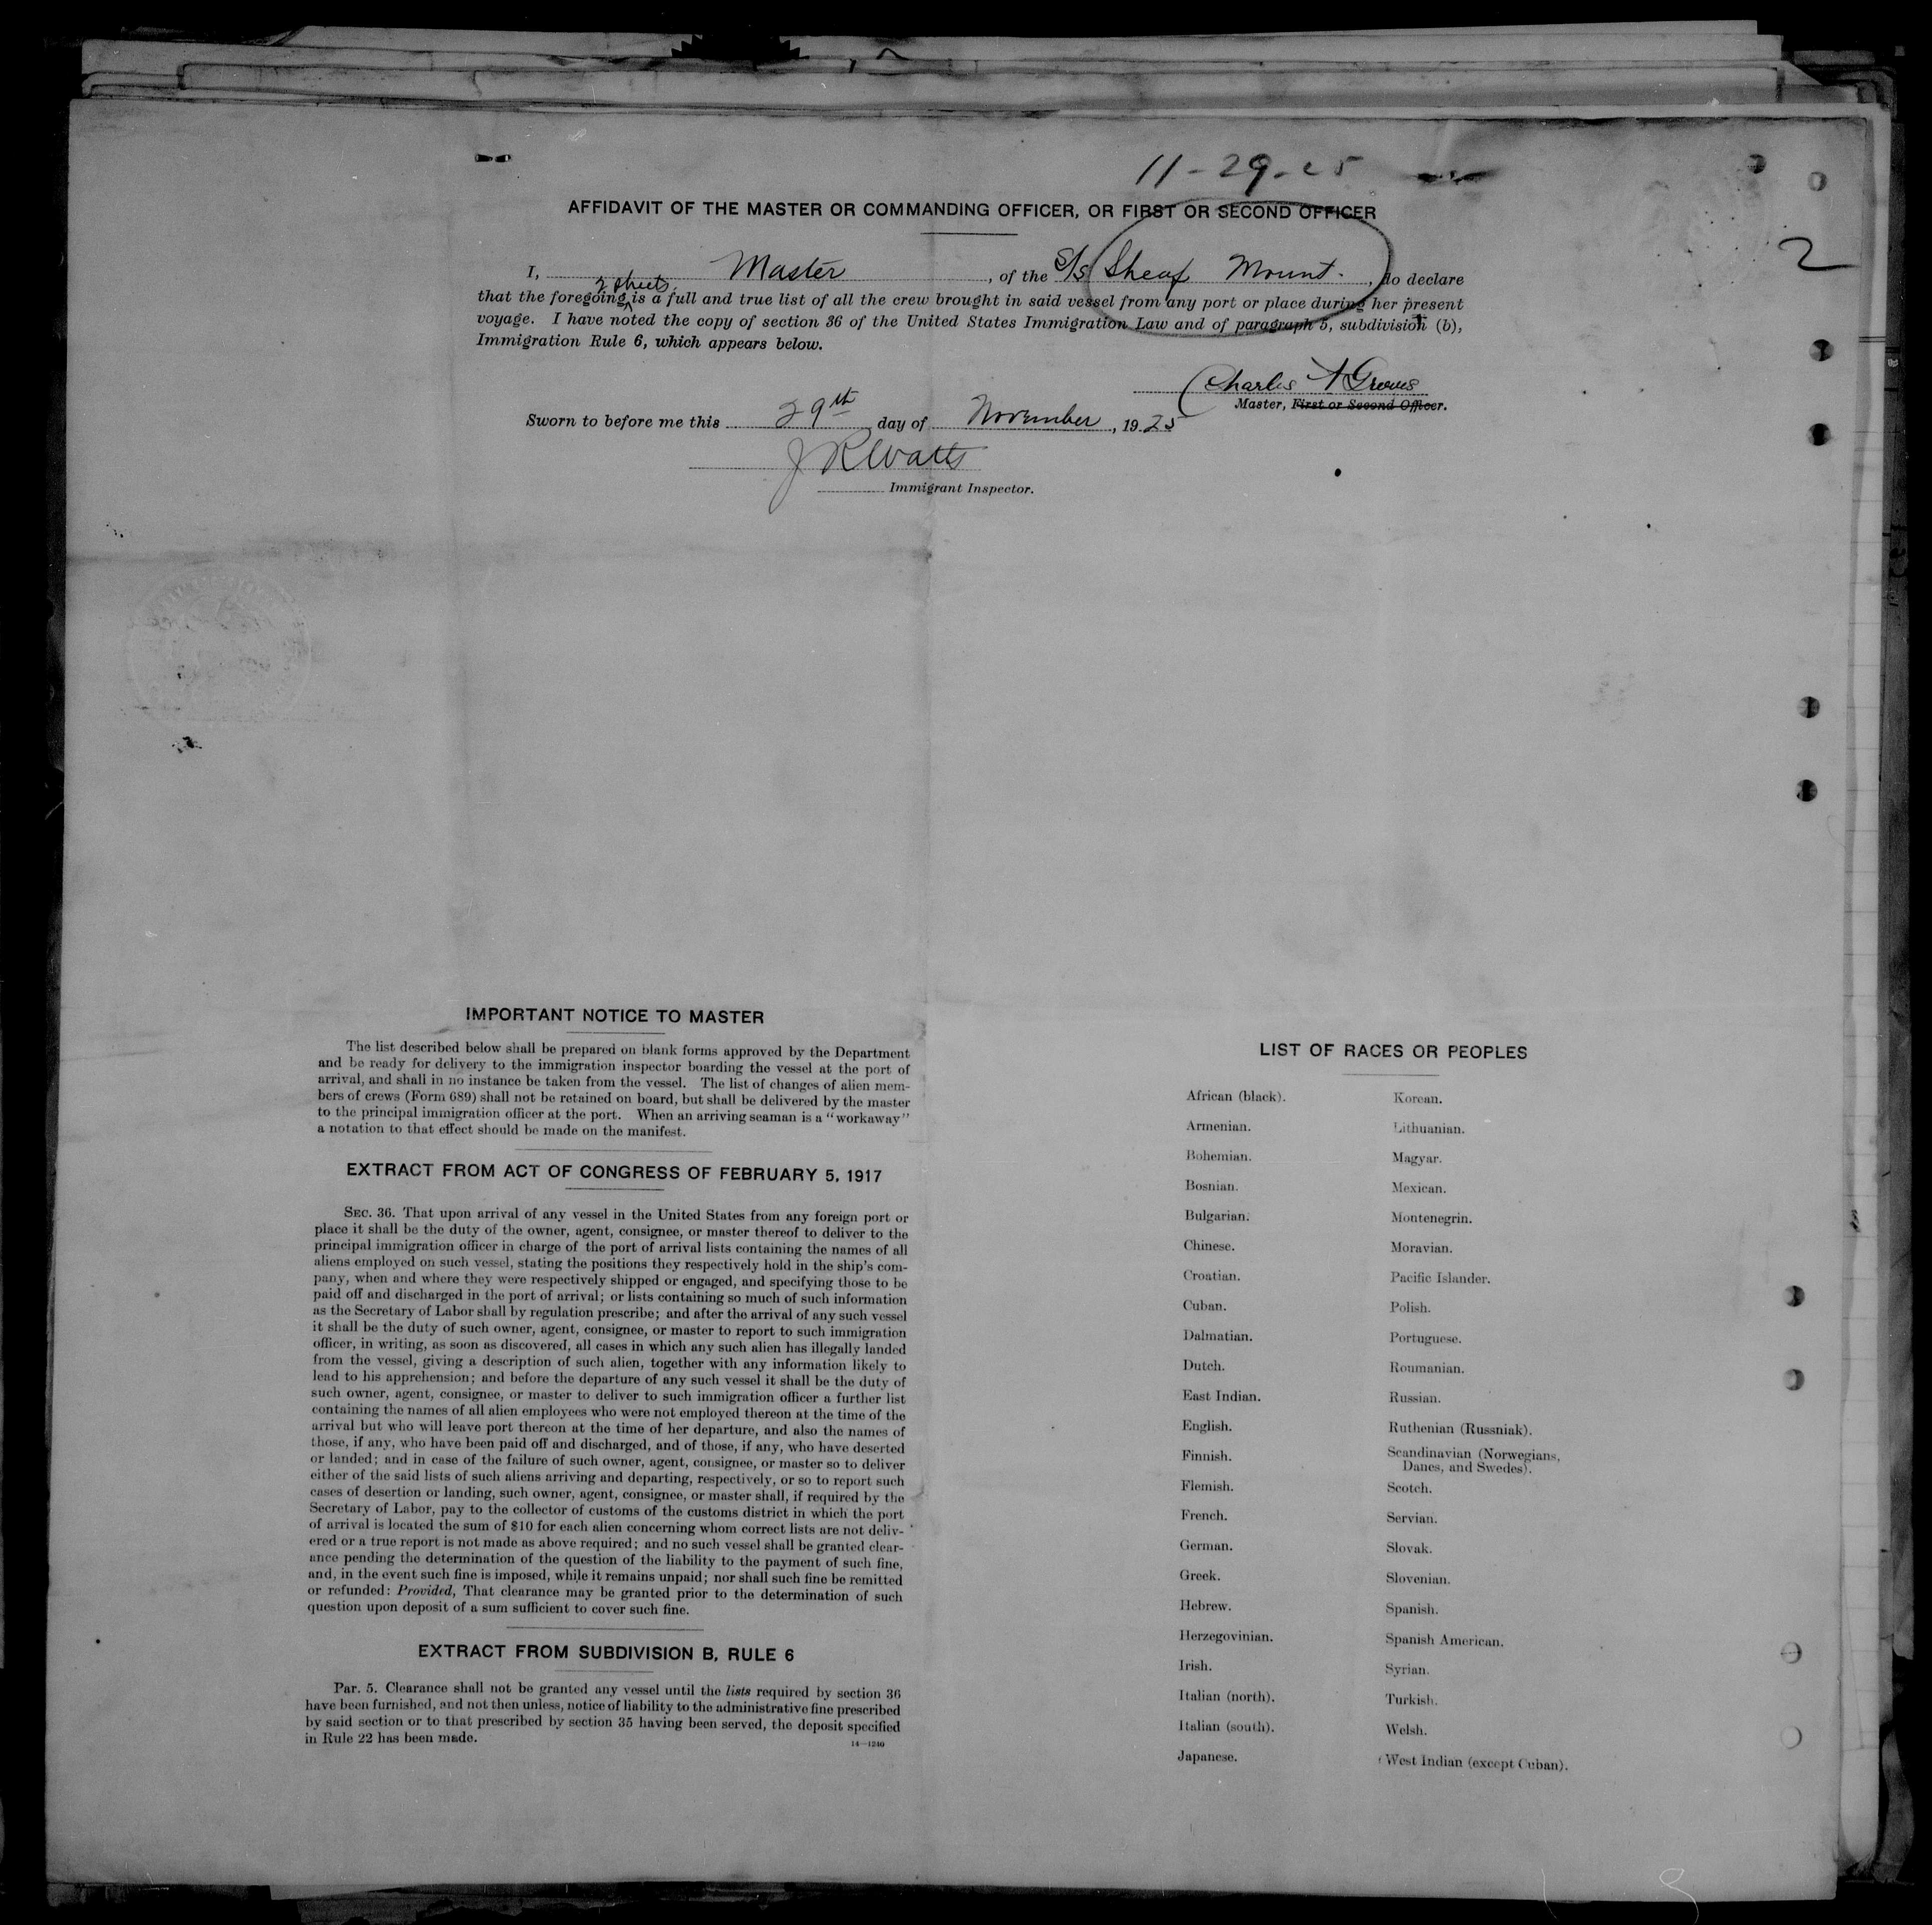 11-29-25
2
AFFIDAVIT OF THE MASTER OR COMMANDING OFFICER, OR FIRST OR SECOND OFFICER
I, Master, of the S/S Sheaf Mount., do declare
2 sheets
that the foregoing is a full and true list of all the crew brought in said vessel from any port or place during her present
voyage. I have noted the copy of section 36 of the United States Immigration Law and of paragraph 5, subdivision (b),
Immigration Rule 6, which appears below.
Charles A Groves
Master, First or Second Officer.
Sworn to before me this 29th day of November, 1925
J R Watts
Immigrant Inspector.
IMPORTANT NOTICE TO MASTER
The list described below shall be prepared on blank forms approved by the Department
and be ready for delivery to the immigration inspector boarding the vessel at the port of
arrival, and shall in no instance be taken from the vessel. The list of changes of alien mem-
bers of crews (Form 689) shall not be retained on board, but shall be delivered by the master
to the principal immigration officer at the port. When an arriving seaman is a "workaway"
a notation to that effect should be made on the manifest.
EXTRACT FROM ACT OF CONGRESS OF FEBRUARY 5, 1917
SEC. 36. That upon arrival of any vessel in the United States from any foreign port or
place it shall be the duty of the owner, agent, consignee, or master thereof to deliver to the
principal immigration officer in charge of the port of arrival lists containing the names of all
aliens employed on such vessel, stating the positions they respectively hold in the ship's com-
pany, when and where they were respectively shipped or engaged, and specifying those to be
paid off and discharged in the port of arrival; or lists containing so much of such information
as the Secretary of Labor shall by regulation prescribe; and after the arrival of any such vessel
it shall be the duty of such owner, agent, consignee, or master to report to such immigration
officer, in writing, as soon as discovered, all cases in which any such alien has illegally landed
from the vessel, giving a description of such alien, together with any information likely to
lead to his apprehension; and before the departure of any such vessel it shall be the duty of
such owner, agent, consignee, or master to deliver to such immigration officer a further list
containing the names of all alien employees who were not employed thereon at the time of the
arrival but who will leave port thereon at the time of her departure, and also the names of
those, if any, who have been paid off and discharged, and of those, if any, who have deserted
or landed; and in case of the failure of such owner, agent, consignee, or master so to deliver
either of the said lists of such aliens arriving and departing, respectively, or so to report such
cases of desertion or landing, such owner, agent, consignee, or master shall, if required by the
Secretary of Labor, pay to the collector of customs of the customs district in which the port
of arrival is located the sum of $10 for each alien concerning whom correct lists are not deliv-
ered or a true report is not made as above required; and no such vessel shall be granted clear-
ance pending the determination of the question of the liability to the payment of such fine,
and, in the event such fine is imposed, while it remains unpaid; nor shall such fine be remitted
or refunded: Provided, That clearance may be granted prior to the determination of such
question upon deposit of a sum sufficient to cover such fine.
EXTRACT FROM SUBDIVISION B, RULE 6
Par. 5. Clearance shall not be granted any vessel until the lists required by section 36
have been furnished, and not then unless, notice of liability to the administrative fine prescribed
by said section or to that prescribed by section 35 having been served, the deposit specified
in Rule 22 has been made.
14—1240
LIST OF RACES OR PEOPLES
African (black).
Armenian.
Bohemian.
Bosnian.
Bulgarian.
Chinese.
Croatian.
Cuban.
Dalmatian.
Dutch.
East Indian.
English.
Finnish.
Flemish.
French.
German.
Greek.
Hebrew.
Herzegovinian.
Irish.
Italian (north).
Italian (south).
Japanese.
Korean.
Lithuanian.
Magyar.
Mexican.
Montenegrin.
Moravian.
Pacific Islander.
Polish.
Portuguese.
Roumanian.
Russian.
Ruthenian (Russniak).
Scandinavian (Norwegians,
Danes, and Swedes).
Scotch.
Servian.
Slovak.
Slovenian.
Spanish.
Spanish American.
Syrian.
Turkish.
Welsh.
West Indian (except Cuban).